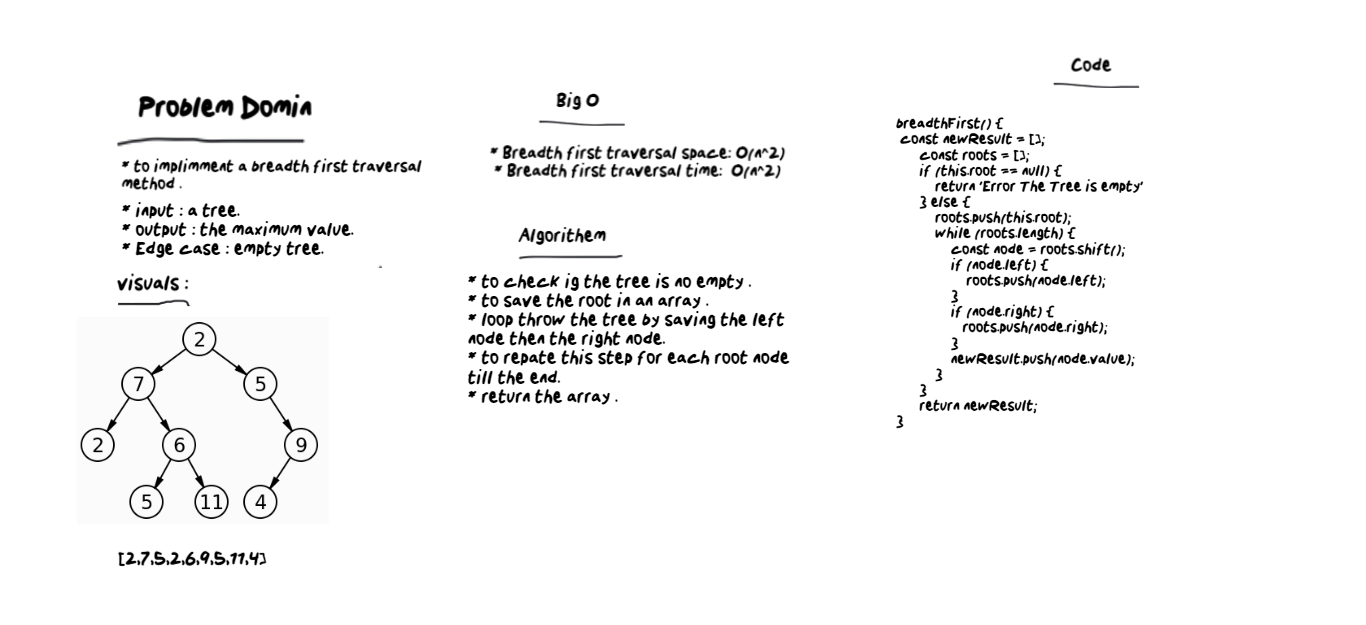 Problem Domin
* to implimment a breadth first traversal
method.
* input : a tree.
* output : the maximum value.
* Edge case : empty tree.
visuals :
2
7
5
2
6
9
5
11
4
[2,7,5,2,6,9,5,11,4]
Big O
* Breadth first traversal space: O(n^2)
* Breadth first traversal time: O(n^2)
Algorithem
* to check ig the tree is no empty .
* to save the root in an array .
* loop throw the tree by saving the left
node then the right node.
* to repate this step for each root node
till the end.
* return the array .
Code
breadthFirst() {
const newResult = [];
const roots = [];
if (this.root == null) {
return 'Error The Tree is empty'
} else {
roots.push(this.root);
while (roots.length) {
const node = roots.shift();
if (node.left) {
roots.push(node.left);
}
if (node.right) {
roots.push(node.right);
}
newResult.push(node.value);
}
}
return newResult;
}